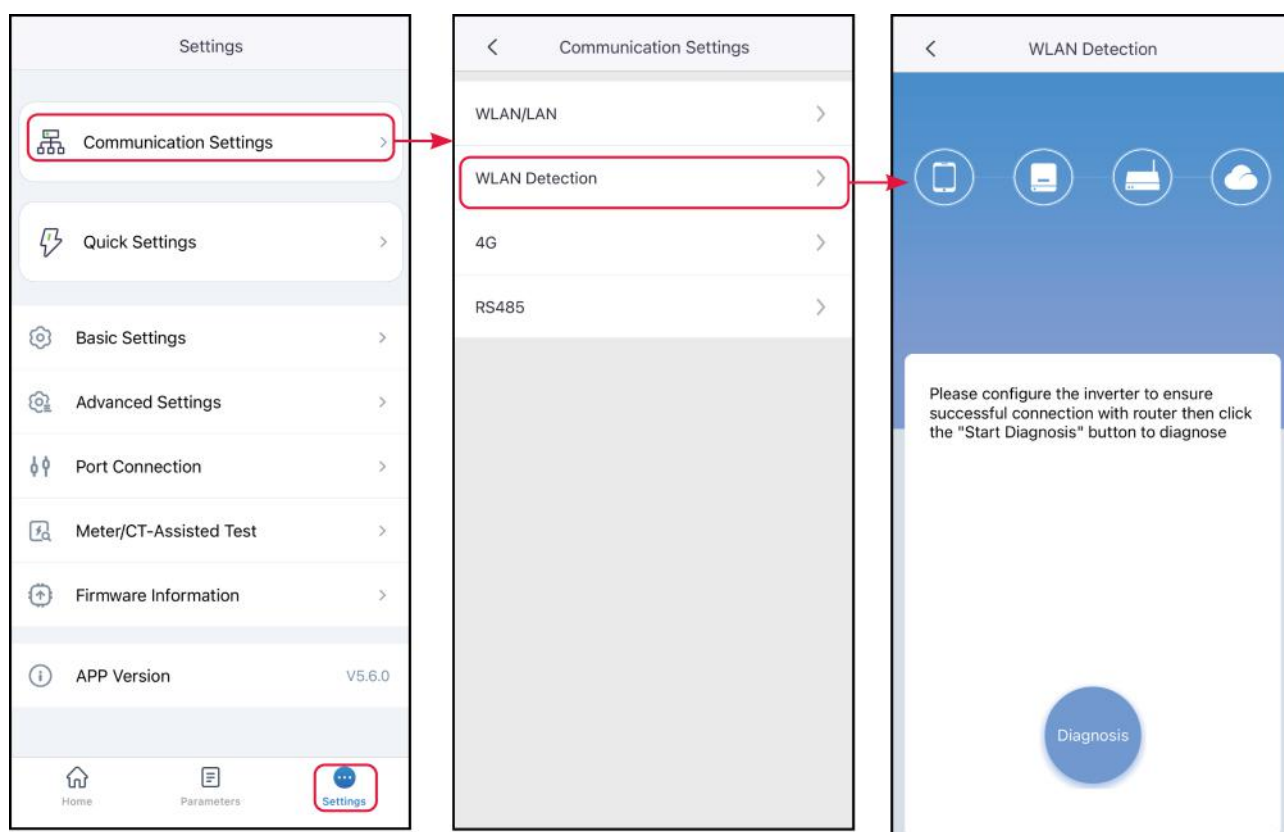 Settings
Communication Settings
Quick Settings
Basic Settings
Advanced Settings
Port Connection
Meter/CT-Assisted Test
Firmware Information
APP Version V5.6.0
Home Parameters Settings
Communication Settings
WLAN/LAN
WLAN Detection
4G
RS485
WLAN Detection
Please configure the inverter to ensure
successful connection with router then click
the "Start Diagnosis" button to diagnose
Diagnosis